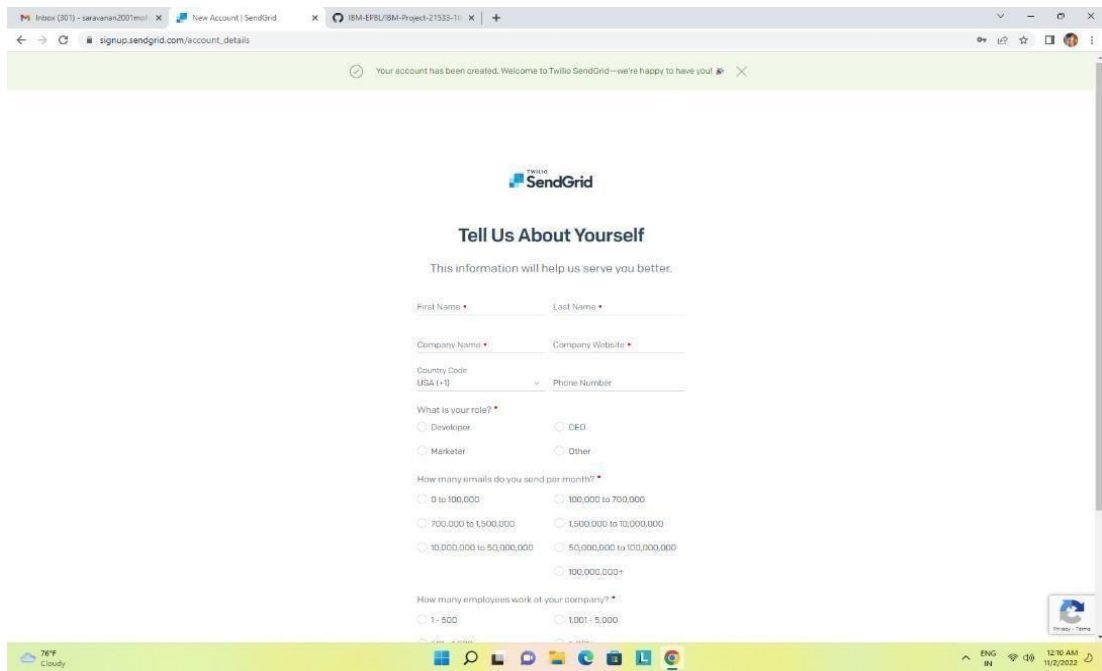 Inbox (301) - saravanan2001mol
New Account | SendGrid
IBM-EPBL/IBM-Project-21533-16
signup.sendgrid.com/account_details
Your account has been created. Welcome to Twilio SendGrid—we're happy to have you! 🎉
TWILIO
SendGrid
Tell Us About Yourself
This information will help us serve you better.
First Name • Last Name •
Company Name • Company Website •
Country Code
USA (+1) Phone Number
What is your role? *
Developer CEO
Marketer Other
How many emails do you send per month? *
0 to 100,000 100,000 to 700,000
700,000 to 1,500,000 1,500,000 to 10,000,000
10,000,000 to 50,000,000 50,000,000 to 100,000,000
100,000,000+
How many employees work at your company? *
1 - 500 1,001 - 5,000
Privacy - Terms
76°F
Cloudy
ENG
IN
12:10 AM
11/2/2022